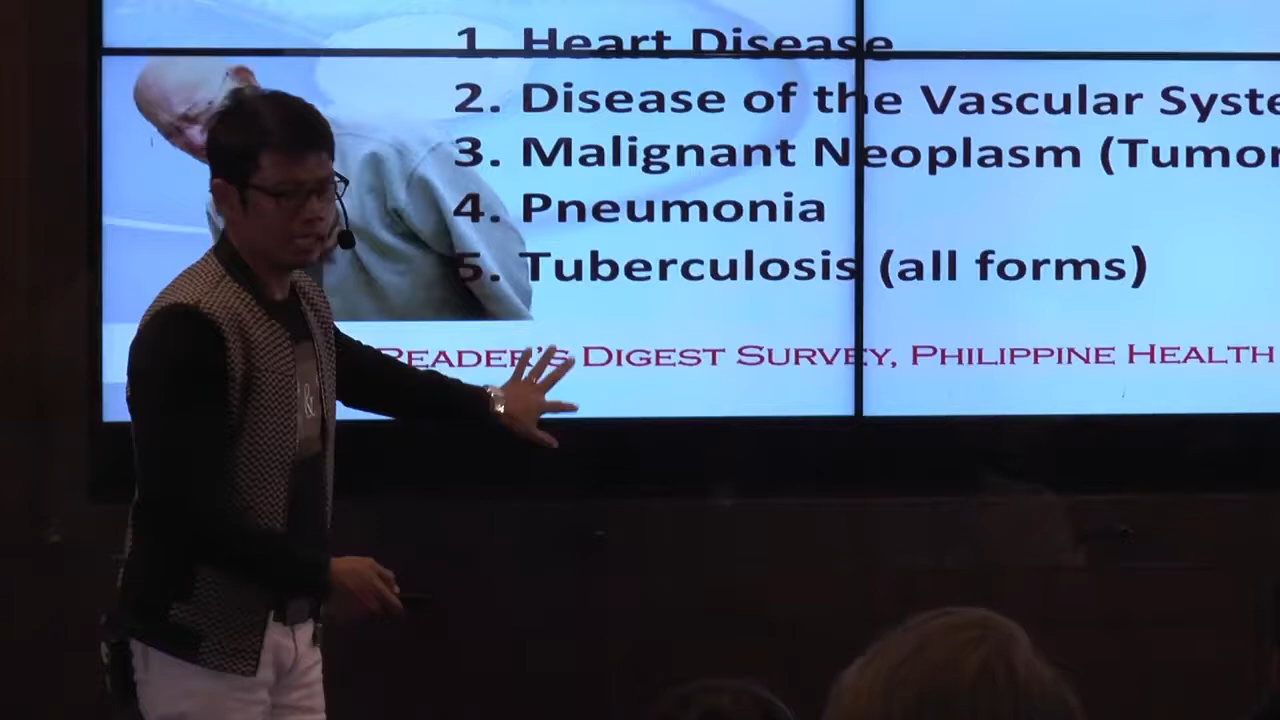 1. Heart Disease
2. Disease of the Vascular Syste
3. Malignant Neoplasm (Tumor
4. Pneumonia
5. Tuberculosis (all forms)
Reader's Digest Survey, Philippine Health
&